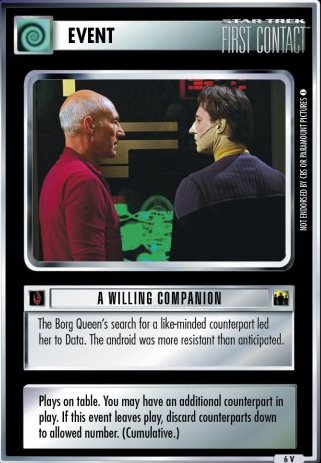 EVENT
STAR TREK
FIRST CONTACT
NOT ENDORSED BY CBS OR PARAMOUNT PICTURES
A WILLING COMPANION
The Borg Queen's search for a like-minded counterpart led
her to Data. The android was more resistant than anticipated.
Plays on table. You may have an additional counterpart in
play. If this event leaves play, discard counterparts down
to allowed number. (Cumulative.)
6 V